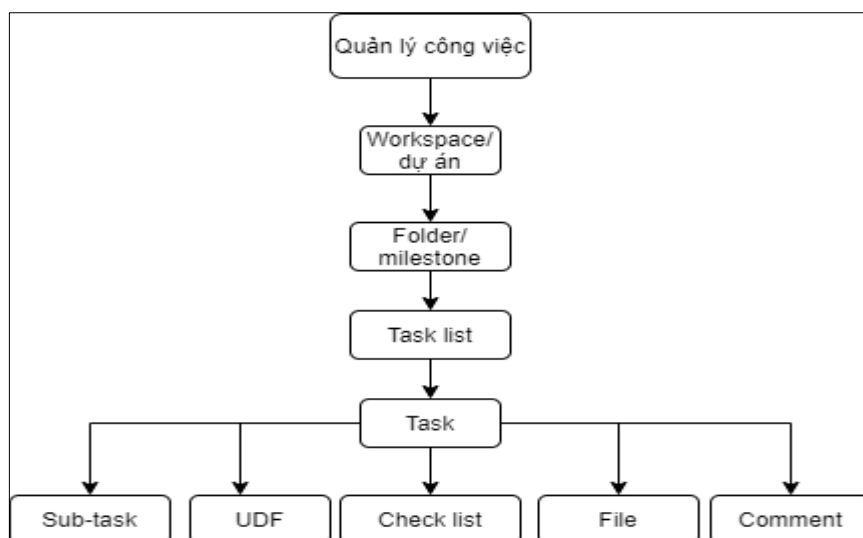 Quản lý công việc
Workspace/
dự án
Folder/
milestone
Task list
Task
Sub-task
UDF
Check list
File
Comment